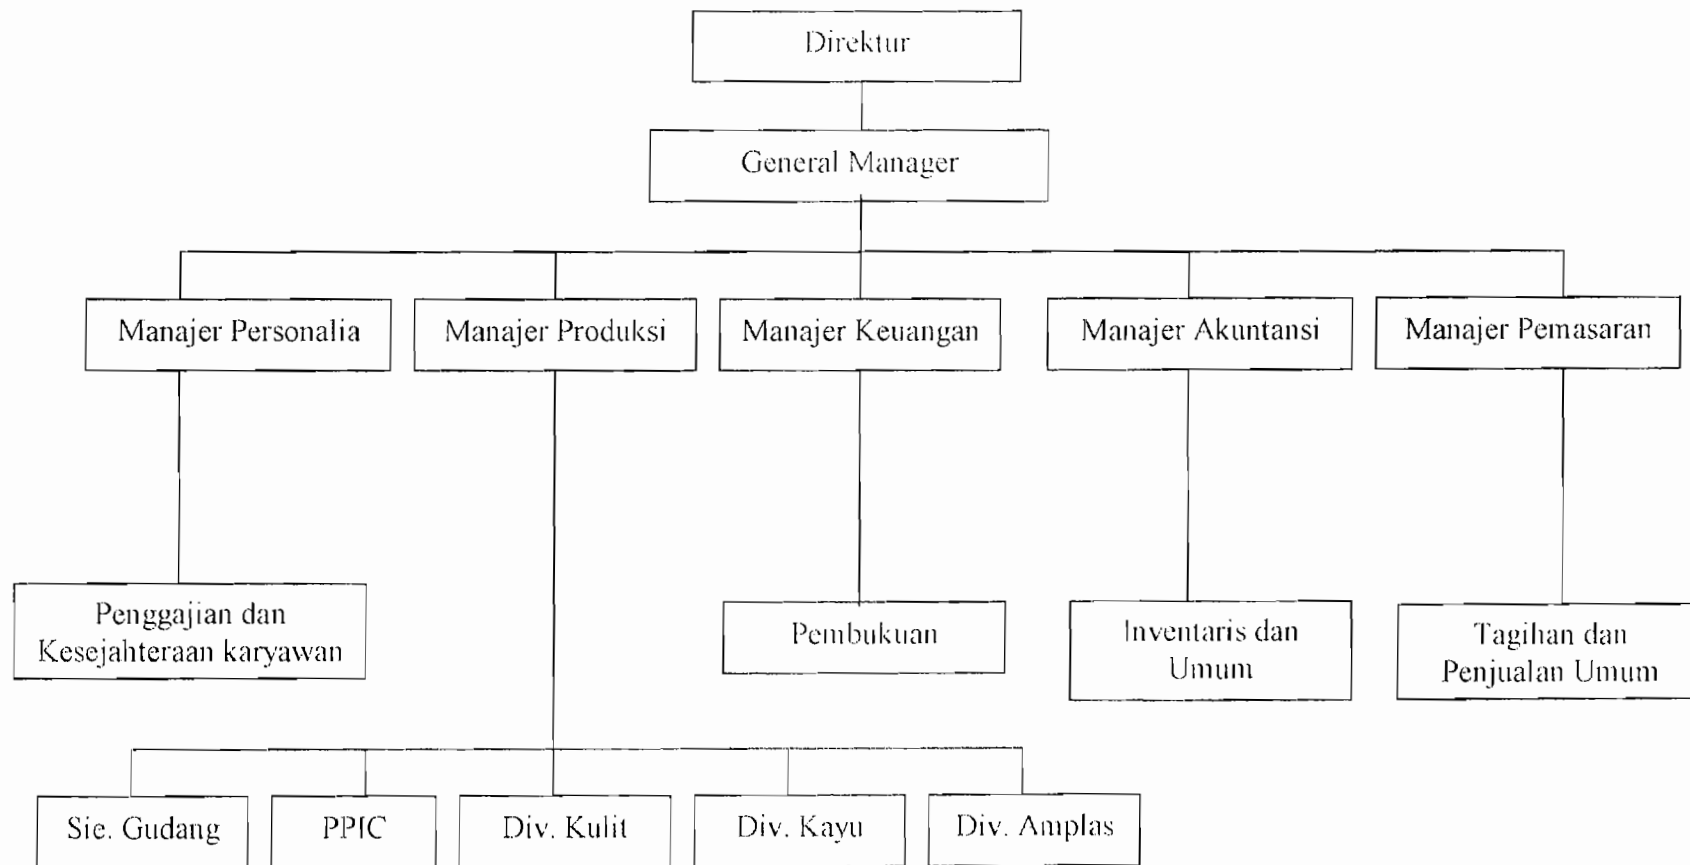 Direktur
General Manager
Manajer Personalia
Manajer Produksi
Manajer Keuangan
Manajer Akuntansi
Manajer Pemasaran
Penggajian dan
Kesejahteraan karyawan
Pembukuan
Inventaris dan
Umum
Tagihan dan
Penjualan Umum
Sie. Gudang
PPIC
Div. Kulit
Div. Kayu
Div. Amplas